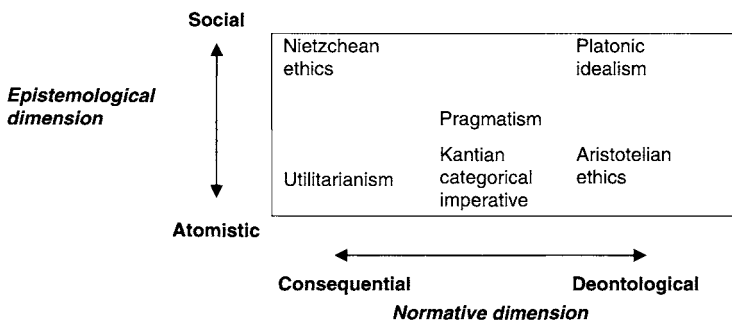 Social
Nietzchean
ethics
Platonic
idealism
Epistemological
dimension
Pragmatism
Utilitarianism
Kantian
categorical
imperative
Aristotelian
ethics
Atomistic
Consequential
Deontological
Normative dimension